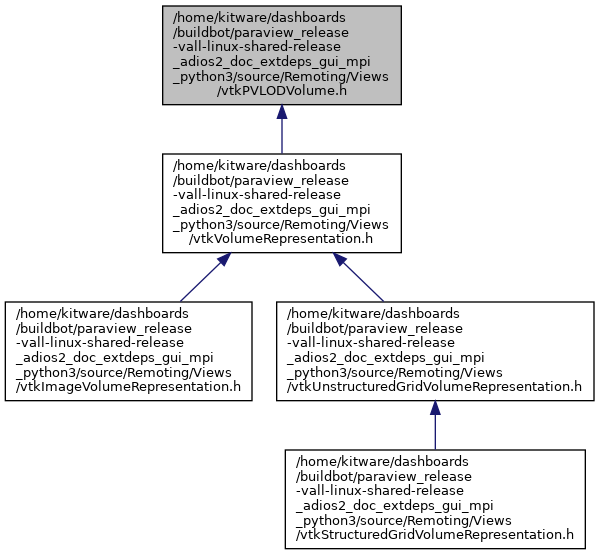 /home/kitware/dashboards
/buildbot/paraview_release
-vall-linux-shared-release
_adios2_doc_extdeps_gui_mpi
_python3/source/Remoting/Views
/vtkPVLODVolume.h
/home/kitware/dashboards
/buildbot/paraview_release
-vall-linux-shared-release
_adios2_doc_extdeps_gui_mpi
_python3/source/Remoting/Views
/vtkVolumeRepresentation.h
/home/kitware/dashboards
/buildbot/paraview_release
-vall-linux-shared-release
_adios2_doc_extdeps_gui_mpi
_python3/source/Remoting/Views
/vtkImageVolumeRepresentation.h
/home/kitware/dashboards
/buildbot/paraview_release
-vall-linux-shared-release
_adios2_doc_extdeps_gui_mpi
_python3/source/Remoting/Views
/vtkUnstructuredGridVolumeRepresentation.h
/home/kitware/dashboards
/buildbot/paraview_release
-vall-linux-shared-release
_adios2_doc_extdeps_gui_mpi
_python3/source/Remoting/Views
/vtkStructuredGridVolumeRepresentation.h